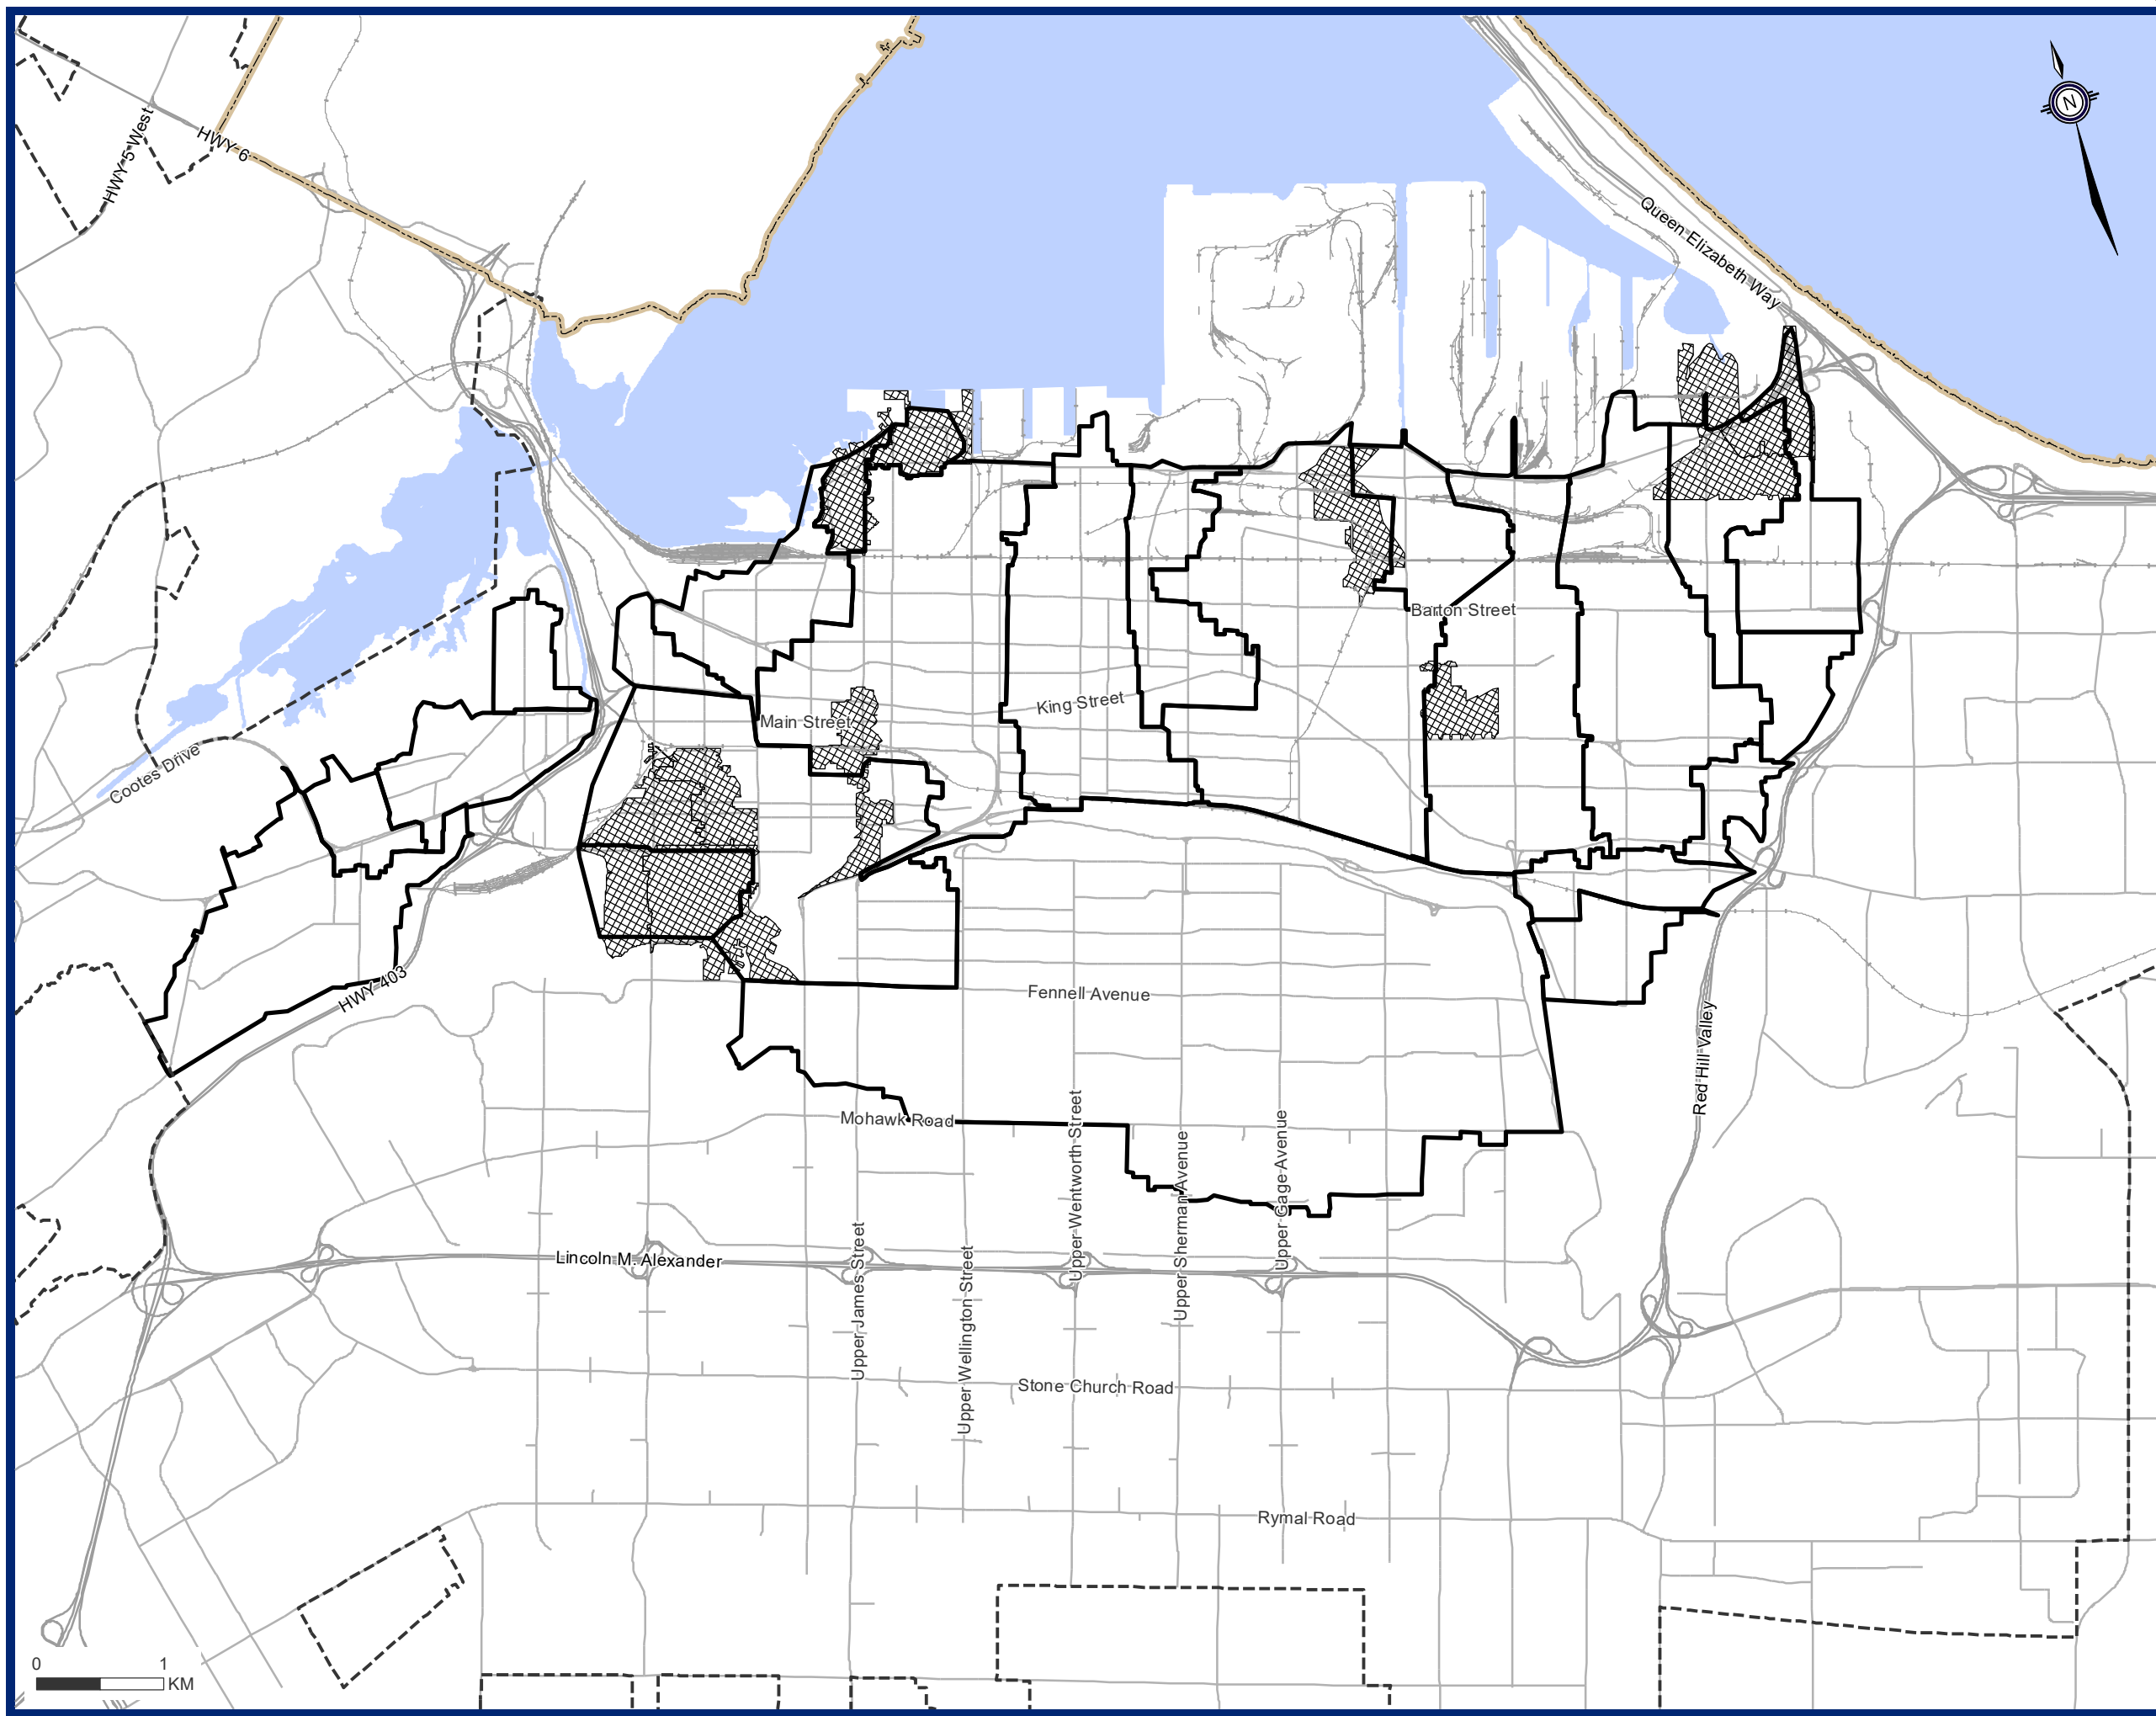 HWY 5 West
HWY 6
N
Queen Elizabeth Way
Barton Street
King Street
Main Street
Cootes Drive
HWY 403
Fennell Avenue
Red Hill Valley
Mohawk Road
Upper Wentworth Street
Upper Sherman Avenue
Upper Gage Avenue
Lincoln M. Alexander
Upper James Street
Upper Wellington Street
Stone Church Road
Rymal Road
0 1
KM